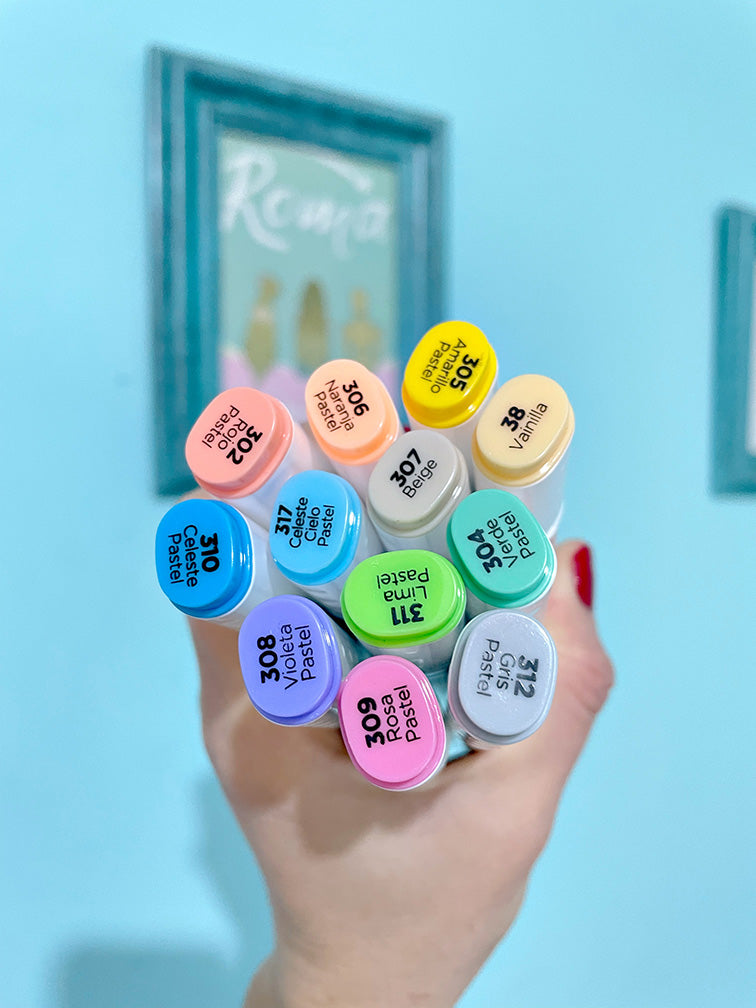 Roma
305
Amarillo
Pastel
306
Naranja
Pastel
38
Vainilla
302
Rojo
Pastel
307
Beige
317
Celeste
Cielo
Pastel
310
Celeste
Pastel
304
Verde
Pastel
311
Lima
Pastel
308
Violeta
Pastel
312
Gris
Pastel
309
Rosa
Pastel